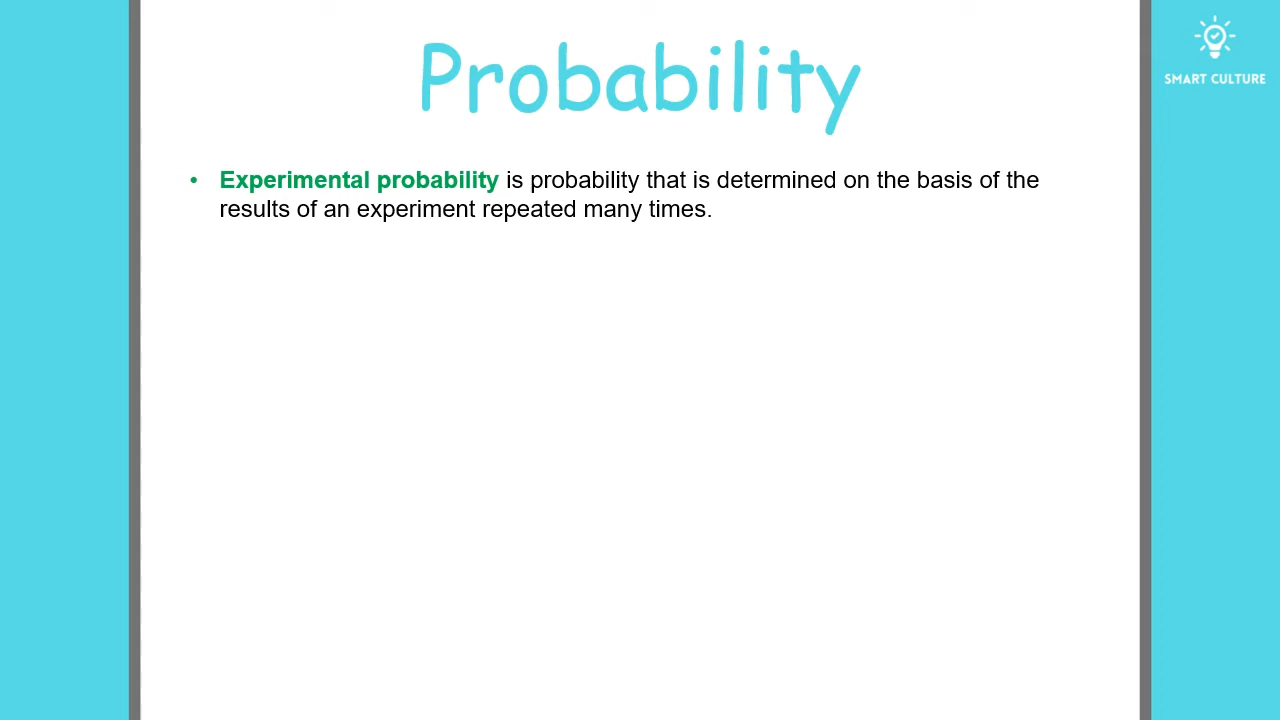 Probability
SMART CULTURE
• Experimental probability is probability that is determined on the basis of the
results of an experiment repeated many times.